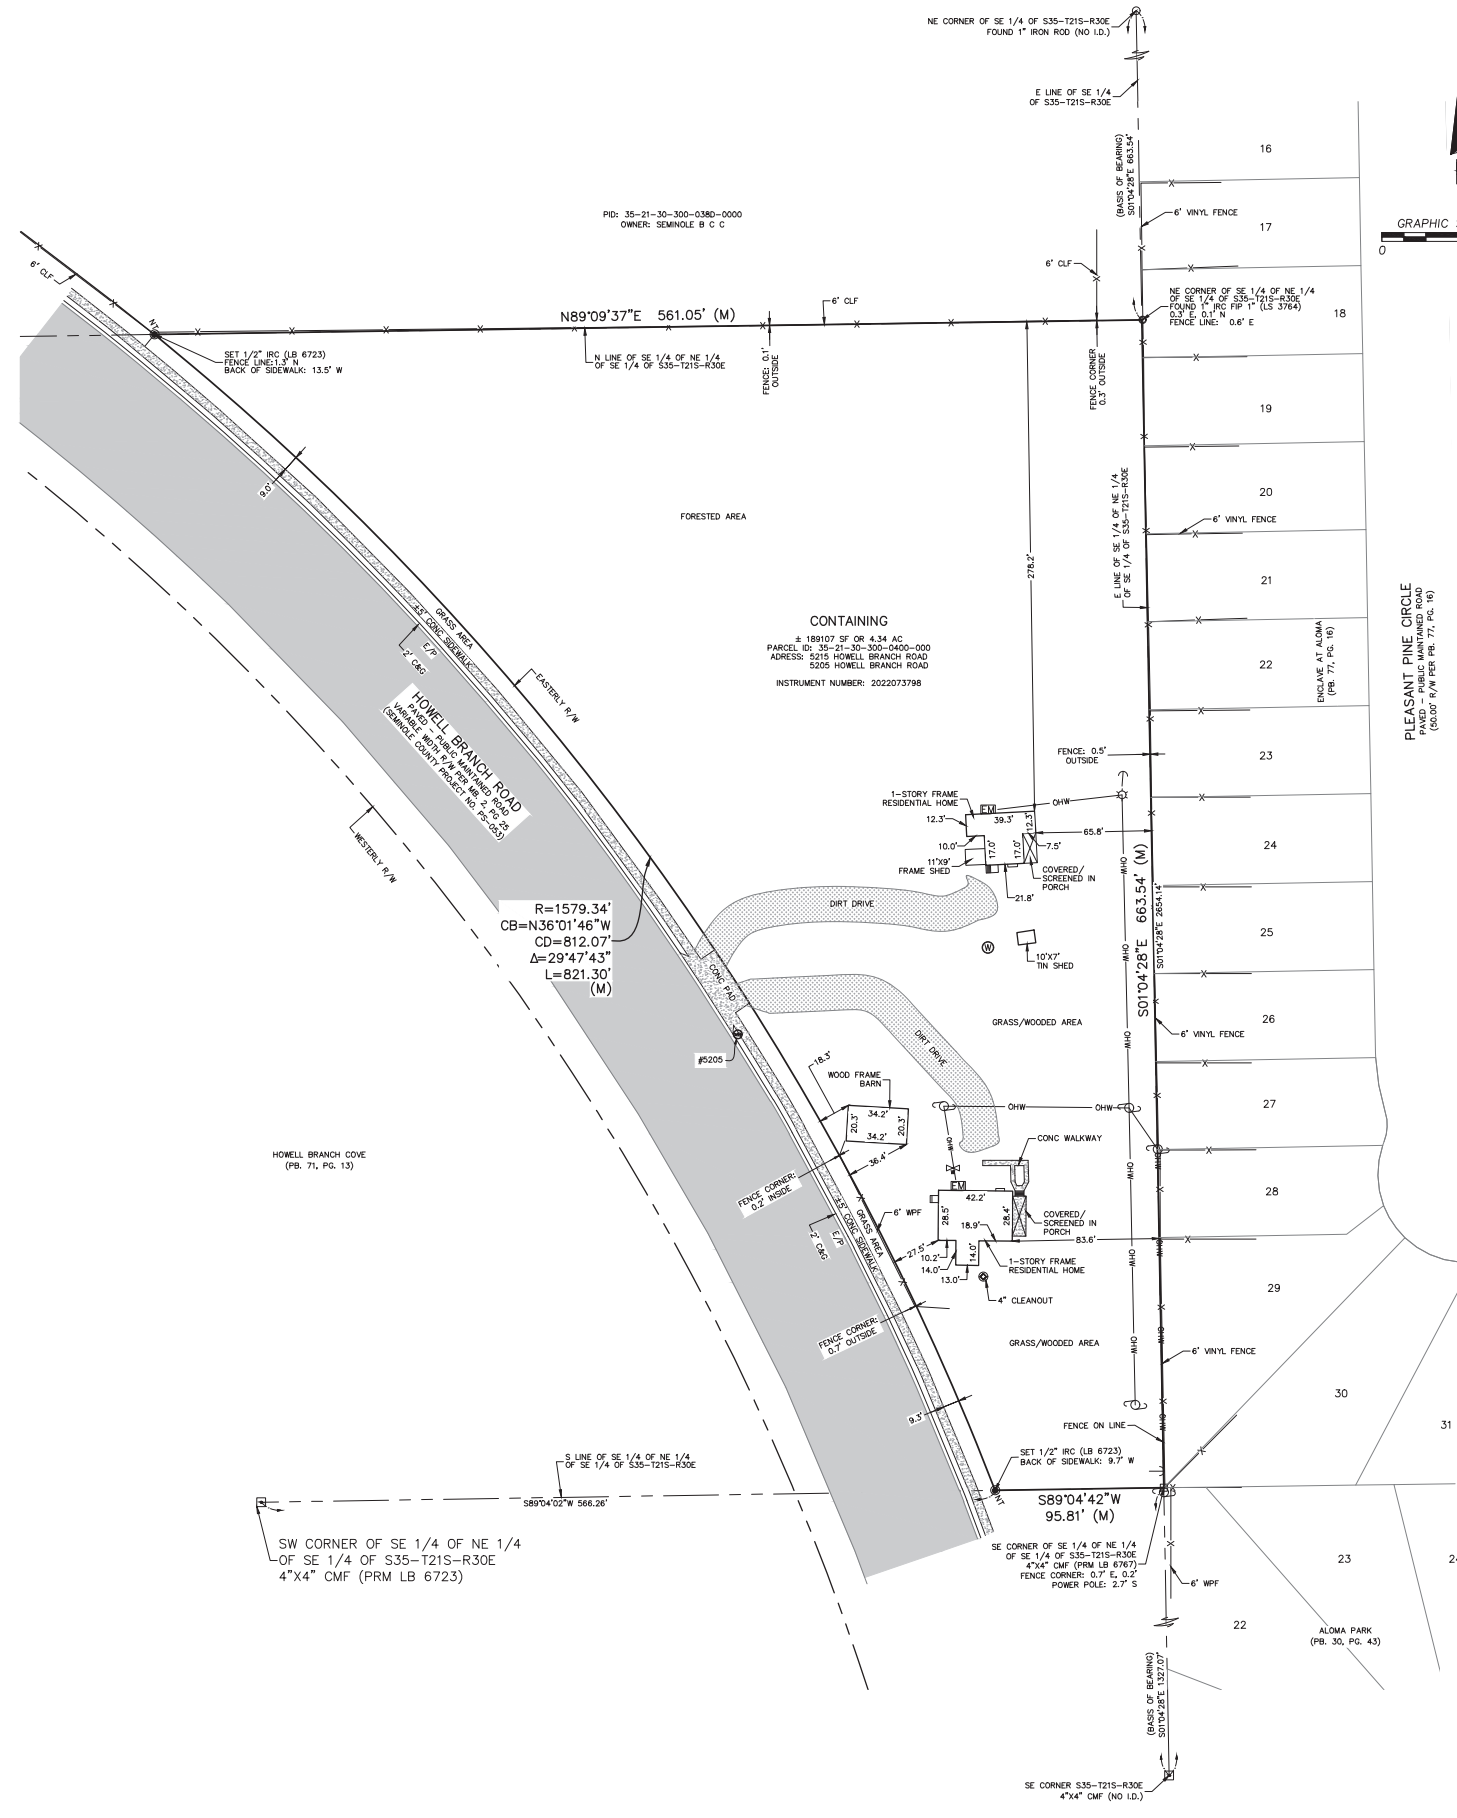 NE CORNER OF SE 1/4 OF S35-T21S-R30E
FOUND 1" IRON ROD (NO I.D.)
E LINE OF SE 1/4
OF S35-T21S-R30E
(BASIS OF BEARING)
S01°04'28"E 663.54'
16
6' VINYL FENCE
17
PID: 35-21-30-300-038D-0000
OWNER: SEMINOLE B C C
GRAPHIC
0
6' CLF
6' CLF
6' CLF
NE CORNER OF SE 1/4 OF NE 1/4
OF SE 1/4 OF S35-T21S-R30E
FOUND 1" IRC FIP 1" (LS 3764)
0.3' E, 0.1' N
FENCE LINE: 0.6' E
18
NT
N89°09'37"E 561.05' (M)
SET 1/2" IRC (LB 6723)
FENCE LINE:1.3' N
BACK OF SIDEWALK: 13.5' W
N LINE OF SE 1/4 OF NE 1/4
OF SE 1/4 OF S35-T21S-R30E
FENCE: 0.1'
OUTSIDE
FENCE CORNER
0.3' OUTSIDE
19
9.0'
E LINE OF SE 1/4 OF NE 1/4
OF SE 1/4 OF S35-T21S-R30E
20
FORESTED AREA
6' VINYL FENCE
278.2'
21
GRASS AREA
±5' CONC SIDEWALK
E/P
2' C&G
CONTAINING
± 189107 SF OR 4.34 AC
PARCEL ID: 35-21-30-300-0400-000
ADRESS: 5215 HOWELL BRANCH ROAD
5205 HOWELL BRANCH ROAD
INSTRUMENT NUMBER: 2022073798
22
ENCLAVE AT ALOMA
(PB. 77, PG. 16)
PLEASANT PINE CIRCLE
PAVED - PUBLIC MAINTAINED ROAD
(50.00' R/W PER PB. 77, PG. 16)
EASTERLY R/W
HOWELL BRANCH ROAD
PAVED - PUBLIC MAINTAINED ROAD
VARIABLE WIDTH R/W PER MB. 2, PG 25
(SEMINOLE COUNTY PROJECT NO. PS-053)
WESTERLY R/W
FENCE: 0.5'
OUTSIDE
23
1-STORY FRAME
RESIDENTIAL HOME
EM
OHW
39.3'
12.3'
12.3'
65.8'
10.0'
17.0'
17.0'
7.5'
11'X9'
FRAME SHED
COVERED/
SCREENED IN
PORCH
21.8'
24
OHW
S01°04'28"E 663.54' (M)
S01°04'28"E 2654.14'
R=1579.34'
CB=N36°01'46"W
CD=812.07'
Δ=29°47'43"
L=821.30'
(M)
DIRT DRIVE
25
W
10'X7'
TIN SHED
OHW
CONC PAD
GRASS/WOODED AREA
26
6' VINYL FENCE
DIRT DRIVE
OHW
#5205
18.3'
WOOD FRAME
BARN
34.2'
20.3'
20.3'
34.2'
36.4'
OHW
OHW
27
HOWELL BRANCH COVE
(PB. 71, PG. 13)
OHW
CONC WALKWAY
OHW
OHW
FENCE CORNER:
0.2' INSIDE
EM
42.2'
28.5'
28.4'
18.9'
COVERED/
SCREENED IN
PORCH
28
6' WPF
GRASS AREA
±5' CONC SIDEWALK
E/P
2' C&G
27.5'
10.2'
14.0'
14.0'
13.0'
83.6'
1-STORY FRAME
RESIDENTIAL HOME
OHW
OHW
4" CLEANOUT
29
FENCE CORNER:
0.7' OUTSIDE
GRASS/WOODED AREA
OHW
OHW
6' VINYL FENCE
30
9.3'
FENCE ON LINE
OHW
31
S LINE OF SE 1/4 OF NE 1/4
OF SE 1/4 OF S35-T21S-R30E
SET 1/2" IRC (LB 6723)
BACK OF SIDEWALK: 9.7' W
S89°04'02"W 566.26'
NT
S89°04'42"W
95.81' (M)
SW CORNER OF SE 1/4 OF NE 1/4
OF SE 1/4 OF S35-T21S-R30E
4"X4" CMF (PRM LB 6723)
SE CORNER OF SE 1/4 OF NE 1/4
OF SE 1/4 OF S35-T21S-R30E
4"X4" CMF (PRM LB 6767)
FENCE CORNER: 0.7' E, 0.2'
POWER POLE: 2.7' S
23
6' WPF
22
ALOMA PARK
(PB. 30, PG. 43)
(BASIS OF BEARING)
S01°04'28"E 1327.07'
SE CORNER S35-T21S-R30E
4"X4" CMF (NO I.D.)